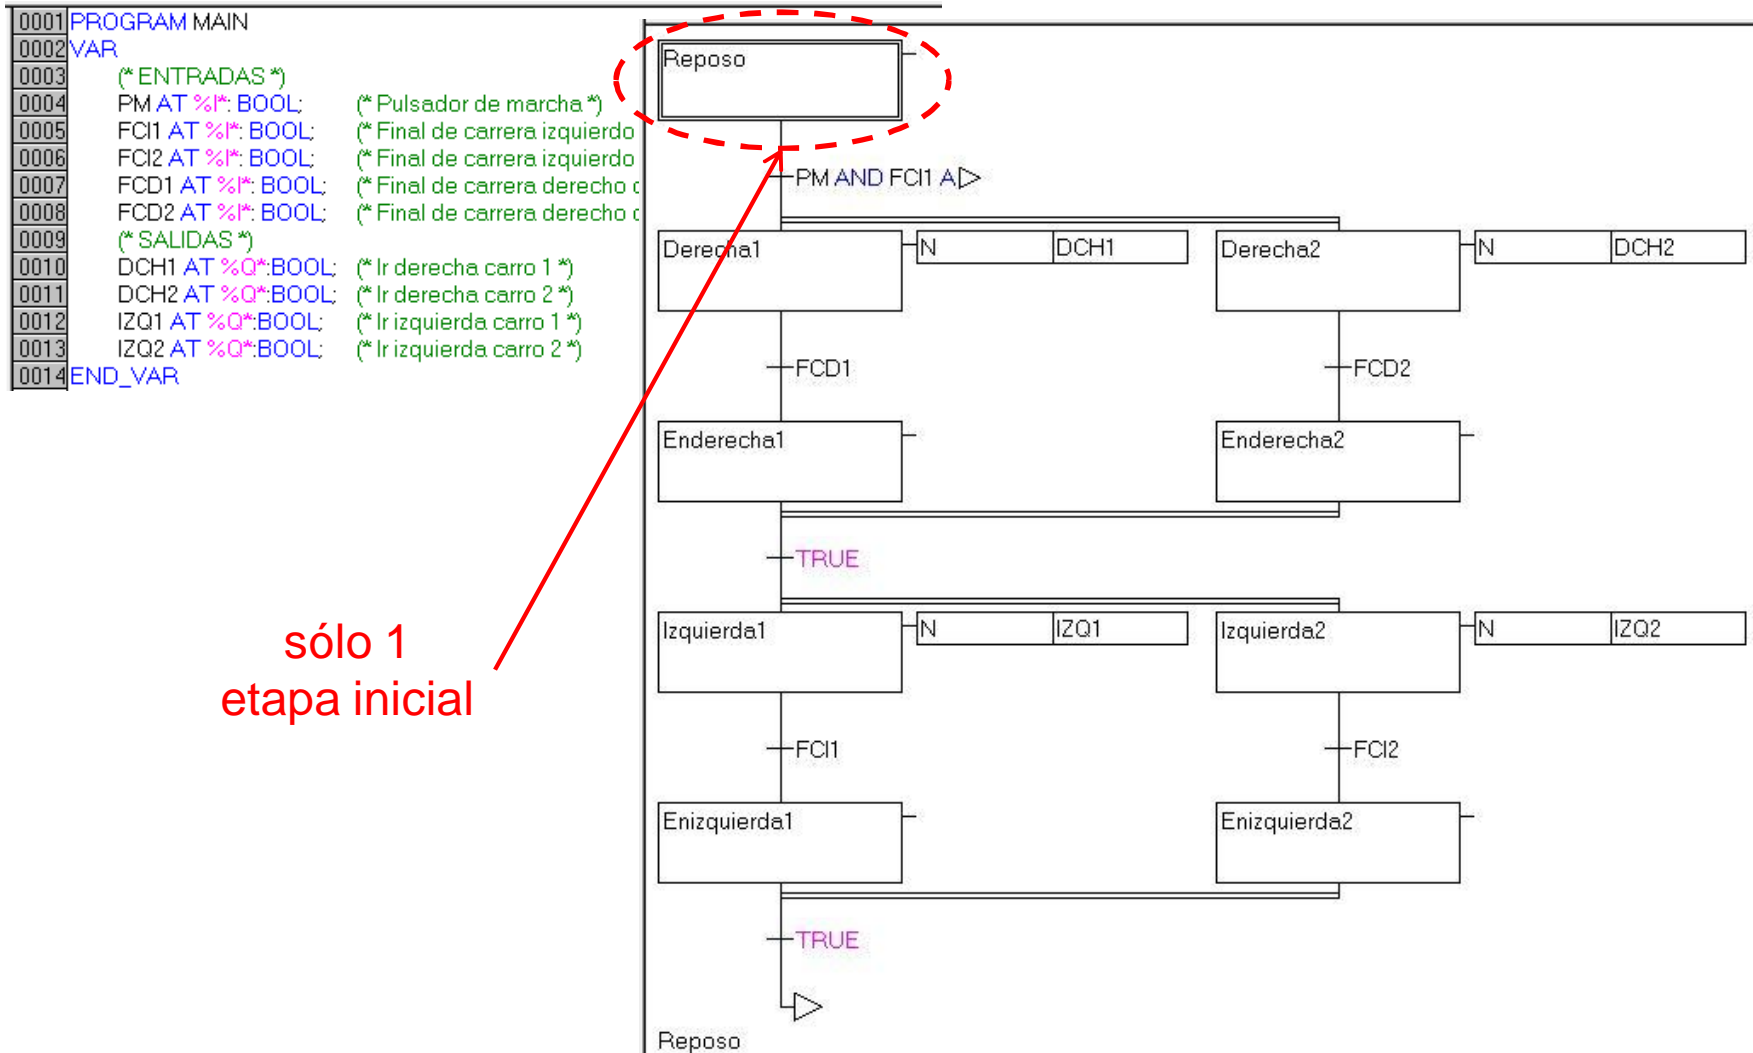 0001 PROGRAM MAIN
0002 VAR
0003 (* ENTRADAS *)
0004 PM AT %I*: BOOL; (* Pulsador de marcha *)
0005 FCI1 AT %I*: BOOL; (* Final de carrera izquierdo
0006 FCI2 AT %I*: BOOL; (* Final de carrera izquierdo
0007 FCD1 AT %I*: BOOL; (* Final de carrera derecho
0008 FCD2 AT %I*: BOOL; (* Final de carrera derecho
0009 (* SALIDAS *)
0010 DCH1 AT %Q*:BOOL; (* Ir derecha carro 1 *)
0011 DCH2 AT %Q*:BOOL; (* Ir derecha carro 2 *)
0012 IZQ1 AT %Q*:BOOL; (* Ir izquierda carro 1 *)
0013 IZQ2 AT %Q*:BOOL; (* Ir izquierda carro 2 *)
0014 END_VAR
sólo 1
etapa inicial
Reposo
PM AND FCI1 A
Derecha1 N DCH1 Derecha2 N DCH2
FCD1 FCD2
Enderecha1 Enderecha2
TRUE
Izquierda1 N IZQ1 Izquierda2 N IZQ2
FCI1 FCI2
Enizquierda1 Enizquierda2
TRUE
Reposo